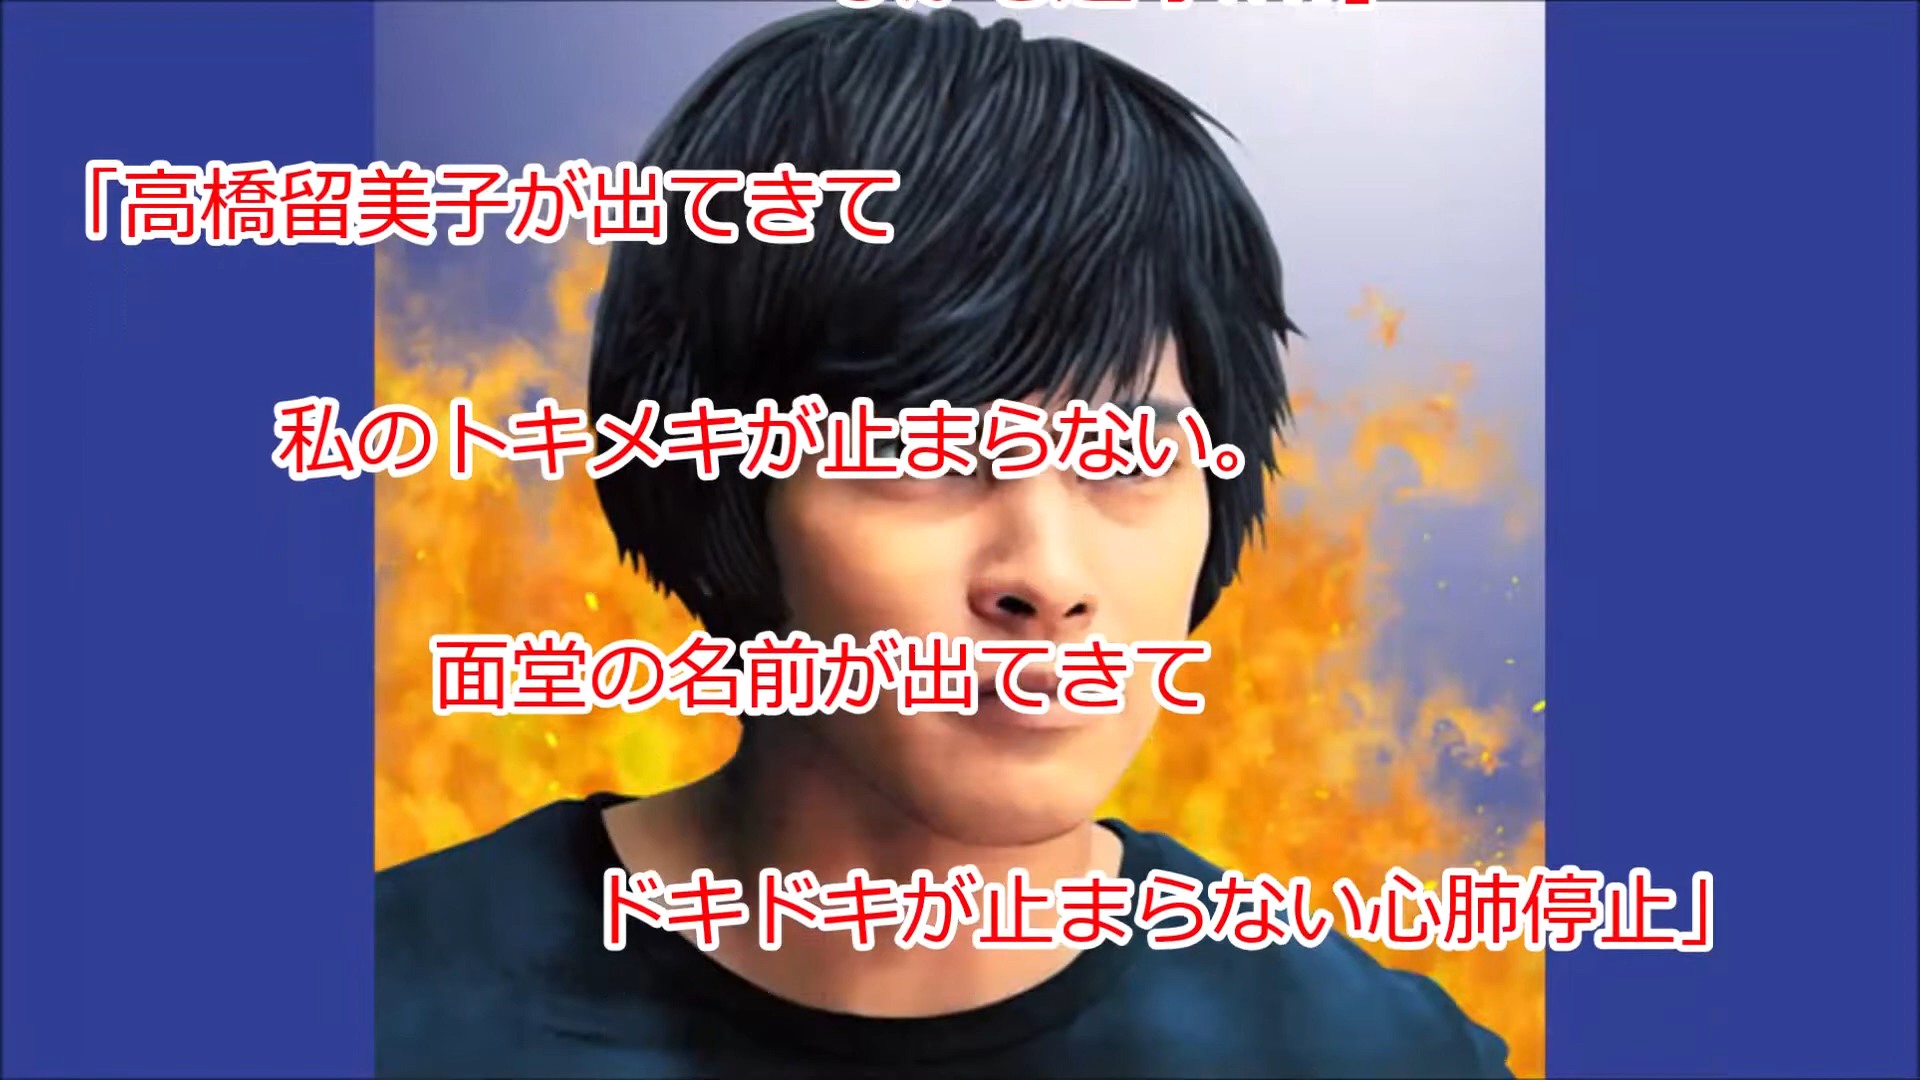 「高橋留美子が出てきて
私のトキメキが止まらない。
面堂の名前が出てきて
ドキドキが止まらない心肺停止」